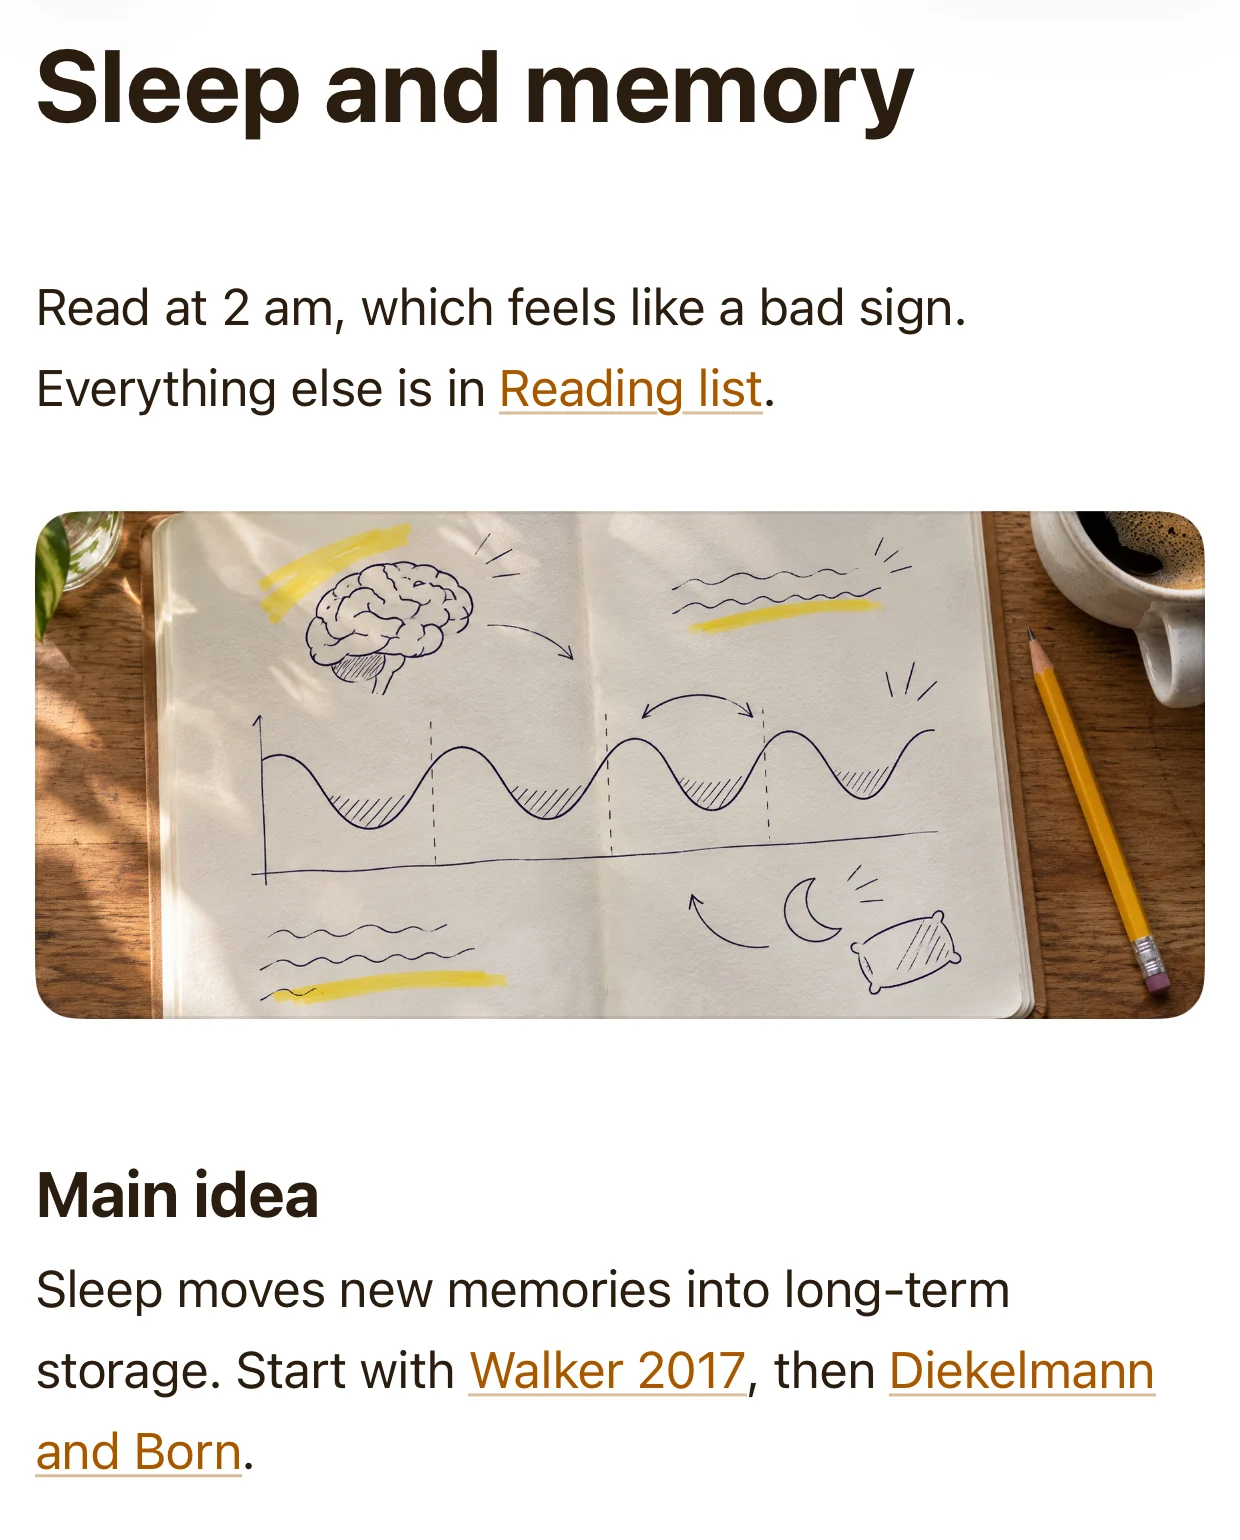 Sleep and memory
Read at 2 am, which feels like a bad sign.
Everything else is in Reading list.
Main idea
Sleep moves new memories into long-term
storage. Start with Walker 2017, then Diekelmann
and Born.